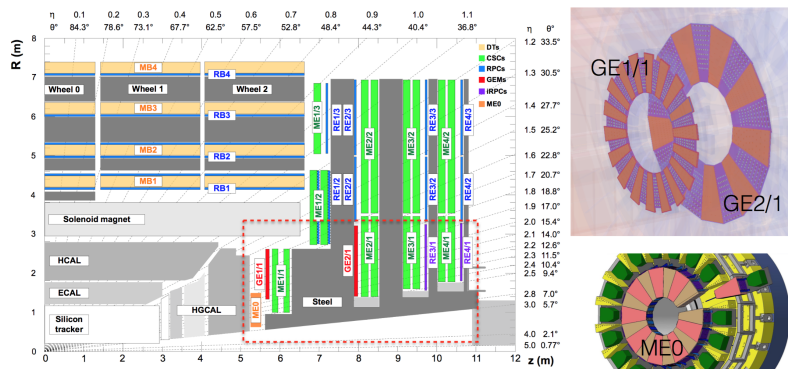 η 0.1 0.2 0.3 0.4 0.5 0.6 0.7 0.8 0.9 1.0 1.1
θ° 84.3° 78.6° 73.1° 67.7° 62.5° 57.5° 52.8° 48.4° 44.3° 40.4° 36.8° η θ°
R (m)
8
7
6
5
4
3
2
1
0
MB4
RB4
Wheel 0 Wheel 1 Wheel 2
MB3
RB3
MB2
RB2
MB1
RB1
Solenoid magnet
HCAL
ECAL
HGCAL
Silicon
tracker
Steel
ME0
GE1/1
ME1/1
ME1/2
ME1/3
RE1/3
RE2/3
RE1/2
RE2/2
GE2/1
ME2/1
ME2/2
ME3/1
ME3/2
RE3/1
RE3/2
RE3/3
ME4/1
ME4/2
RE4/1
RE4/2
RE4/3
DTs
CSCs
RPCs
GEMs
iRPCs
ME0
1.2 33.5°
1.3 30.5°
1.4 27.7°
1.5 25.2°
1.6 22.8°
1.7 20.7°
1.8 18.8°
1.9 17.0°
2.0 15.4°
2.1 14.0°
2.2 12.6°
2.3 11.5°
2.4 10.4°
2.5 9.4°
2.8 7.0°
3.0 5.7°
4.0 2.1°
5.0 0.77°
0 1 2 3 4 5 6 7 8 9 10 11 12 z (m)
GE1/1
GE2/1
ME0